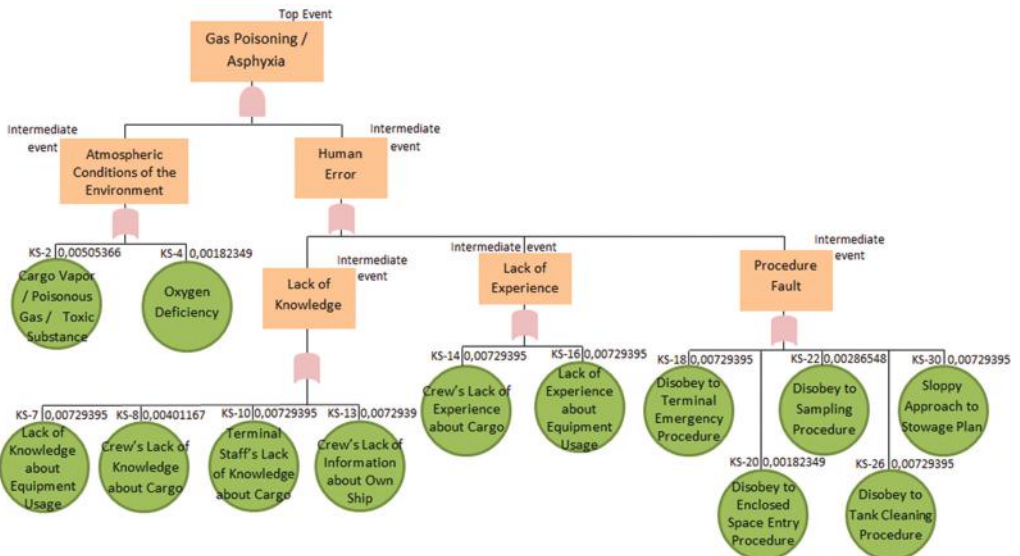 Top Event
Gas Poisoning /
Asphyxia
Intermediate
event
Atmospheric
Conditions of the
Environment
Intermediate
event
Human
Error
KS-2 0,00505366
Cargo Vapor
/ Poisonous
Gas / Toxic
Substance
KS-4 0,00182349
Oxygen
Deficiency
Intermediate
event
Lack of
Knowledge
Intermediate event
Lack of
Experience
Intermediate
event
Procedure
Fault
KS-7 0,00729395
Lack of
Knowledge
about
Equipment
Usage
KS-8 0,00401167
Crew's Lack of
Knowledge
about Cargo
KS-10 0,00729395
Terminal
Staff's Lack
of Knowledge
about Cargo
KS-13 0,0072939
Crew's Lack of
Information
about Own
Ship
KS-14 0,00729395
Crew's Lack of
Experience
about Cargo
KS-16 0,00729395
Lack of
Experience
about
Equipment
Usage
KS-18 0,00729395
Disobey to
Terminal
Emergency
Procedure
KS-22 0,00286548
Disobey to
Sampling
Procedure
KS-30 0,00729395
Sloppy
Approach to
Stowage Plan
KS-20 0,00182349
Disobey to
Enclosed
Space Entry
Procedure
KS-26 0,00729395
Disobey to
Tank Cleaning
Procedure